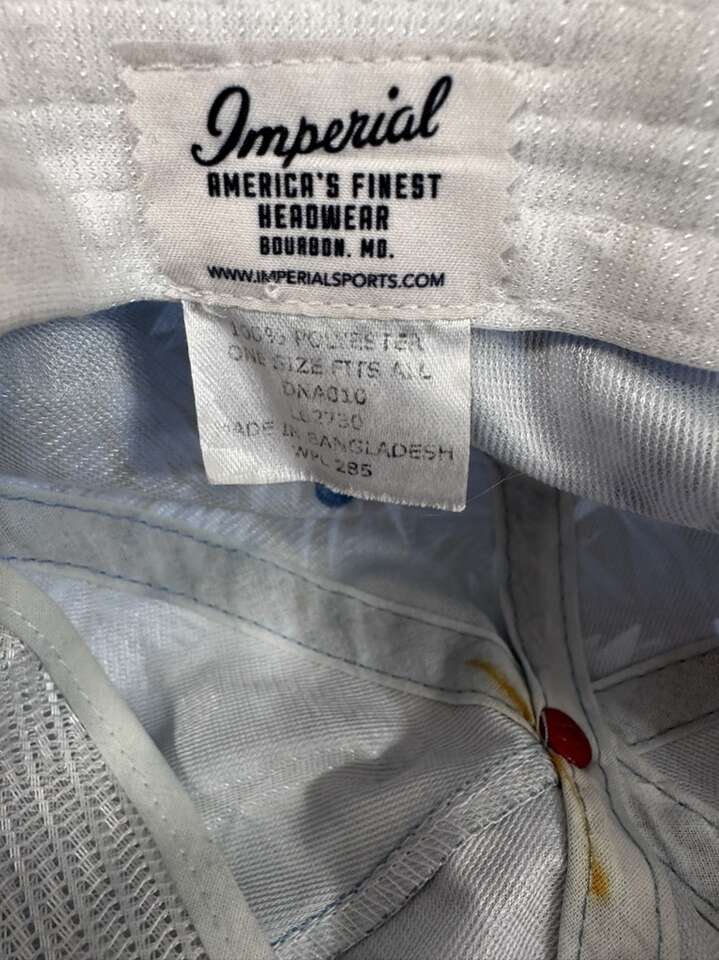 Imperial
AMERICA'S FINEST
HEADWEAR
BOURBON, MO.
WWW.IMPERIALSPORTS.COM
100% POLYESTER
ONE SIZE FITS ALL
DNA010
MADE IN BANGLADESH
WPL 285